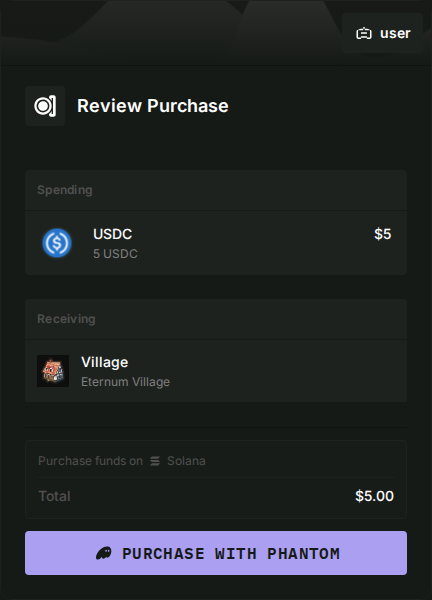 user
Review Purchase
Spending
USDC $5
5 USDC
Receiving
Village
Eternum Village
Purchase funds on Solana
Total $5.00
PURCHASE WITH PHANTOM